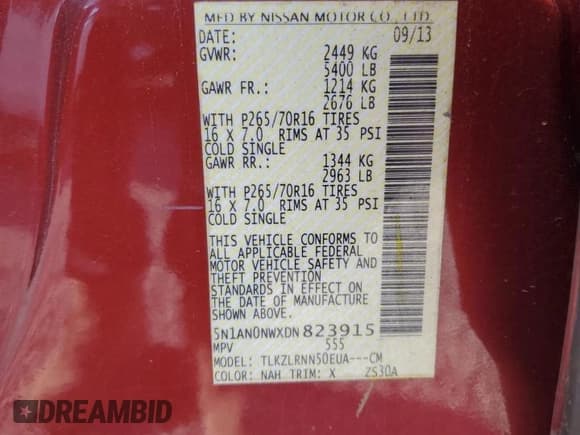 MFD BY NISSAN MOTOR CO., LTD.
DATE: 09/13
GVWR: 2449 KG
5400 LB
GAWR FR.: 1214 KG
2676 LB
WITH P265/70R16 TIRES
16 X 7.0 RIMS AT 35 PSI
COLD SINGLE
GAWR RR.: 1344 KG
2963 LB
WITH P265/70R16 TIRES
16 X 7.0 RIMS AT 35 PSI
COLD SINGLE
THIS VEHICLE CONFORMS TO
ALL APPLICABLE FEDERAL
MOTOR VEHICLE SAFETY AND
THEFT PREVENTION
STANDARDS IN EFFECT ON
THE DATE OF MANUFACTURE
SHOWN ABOVE.
5N1AN0NWXDN823915
MPV 555
MODEL: TLKZLRNN50EUA---CM
COLOR: NAH TRIM: X ZS30A
DREAMBID